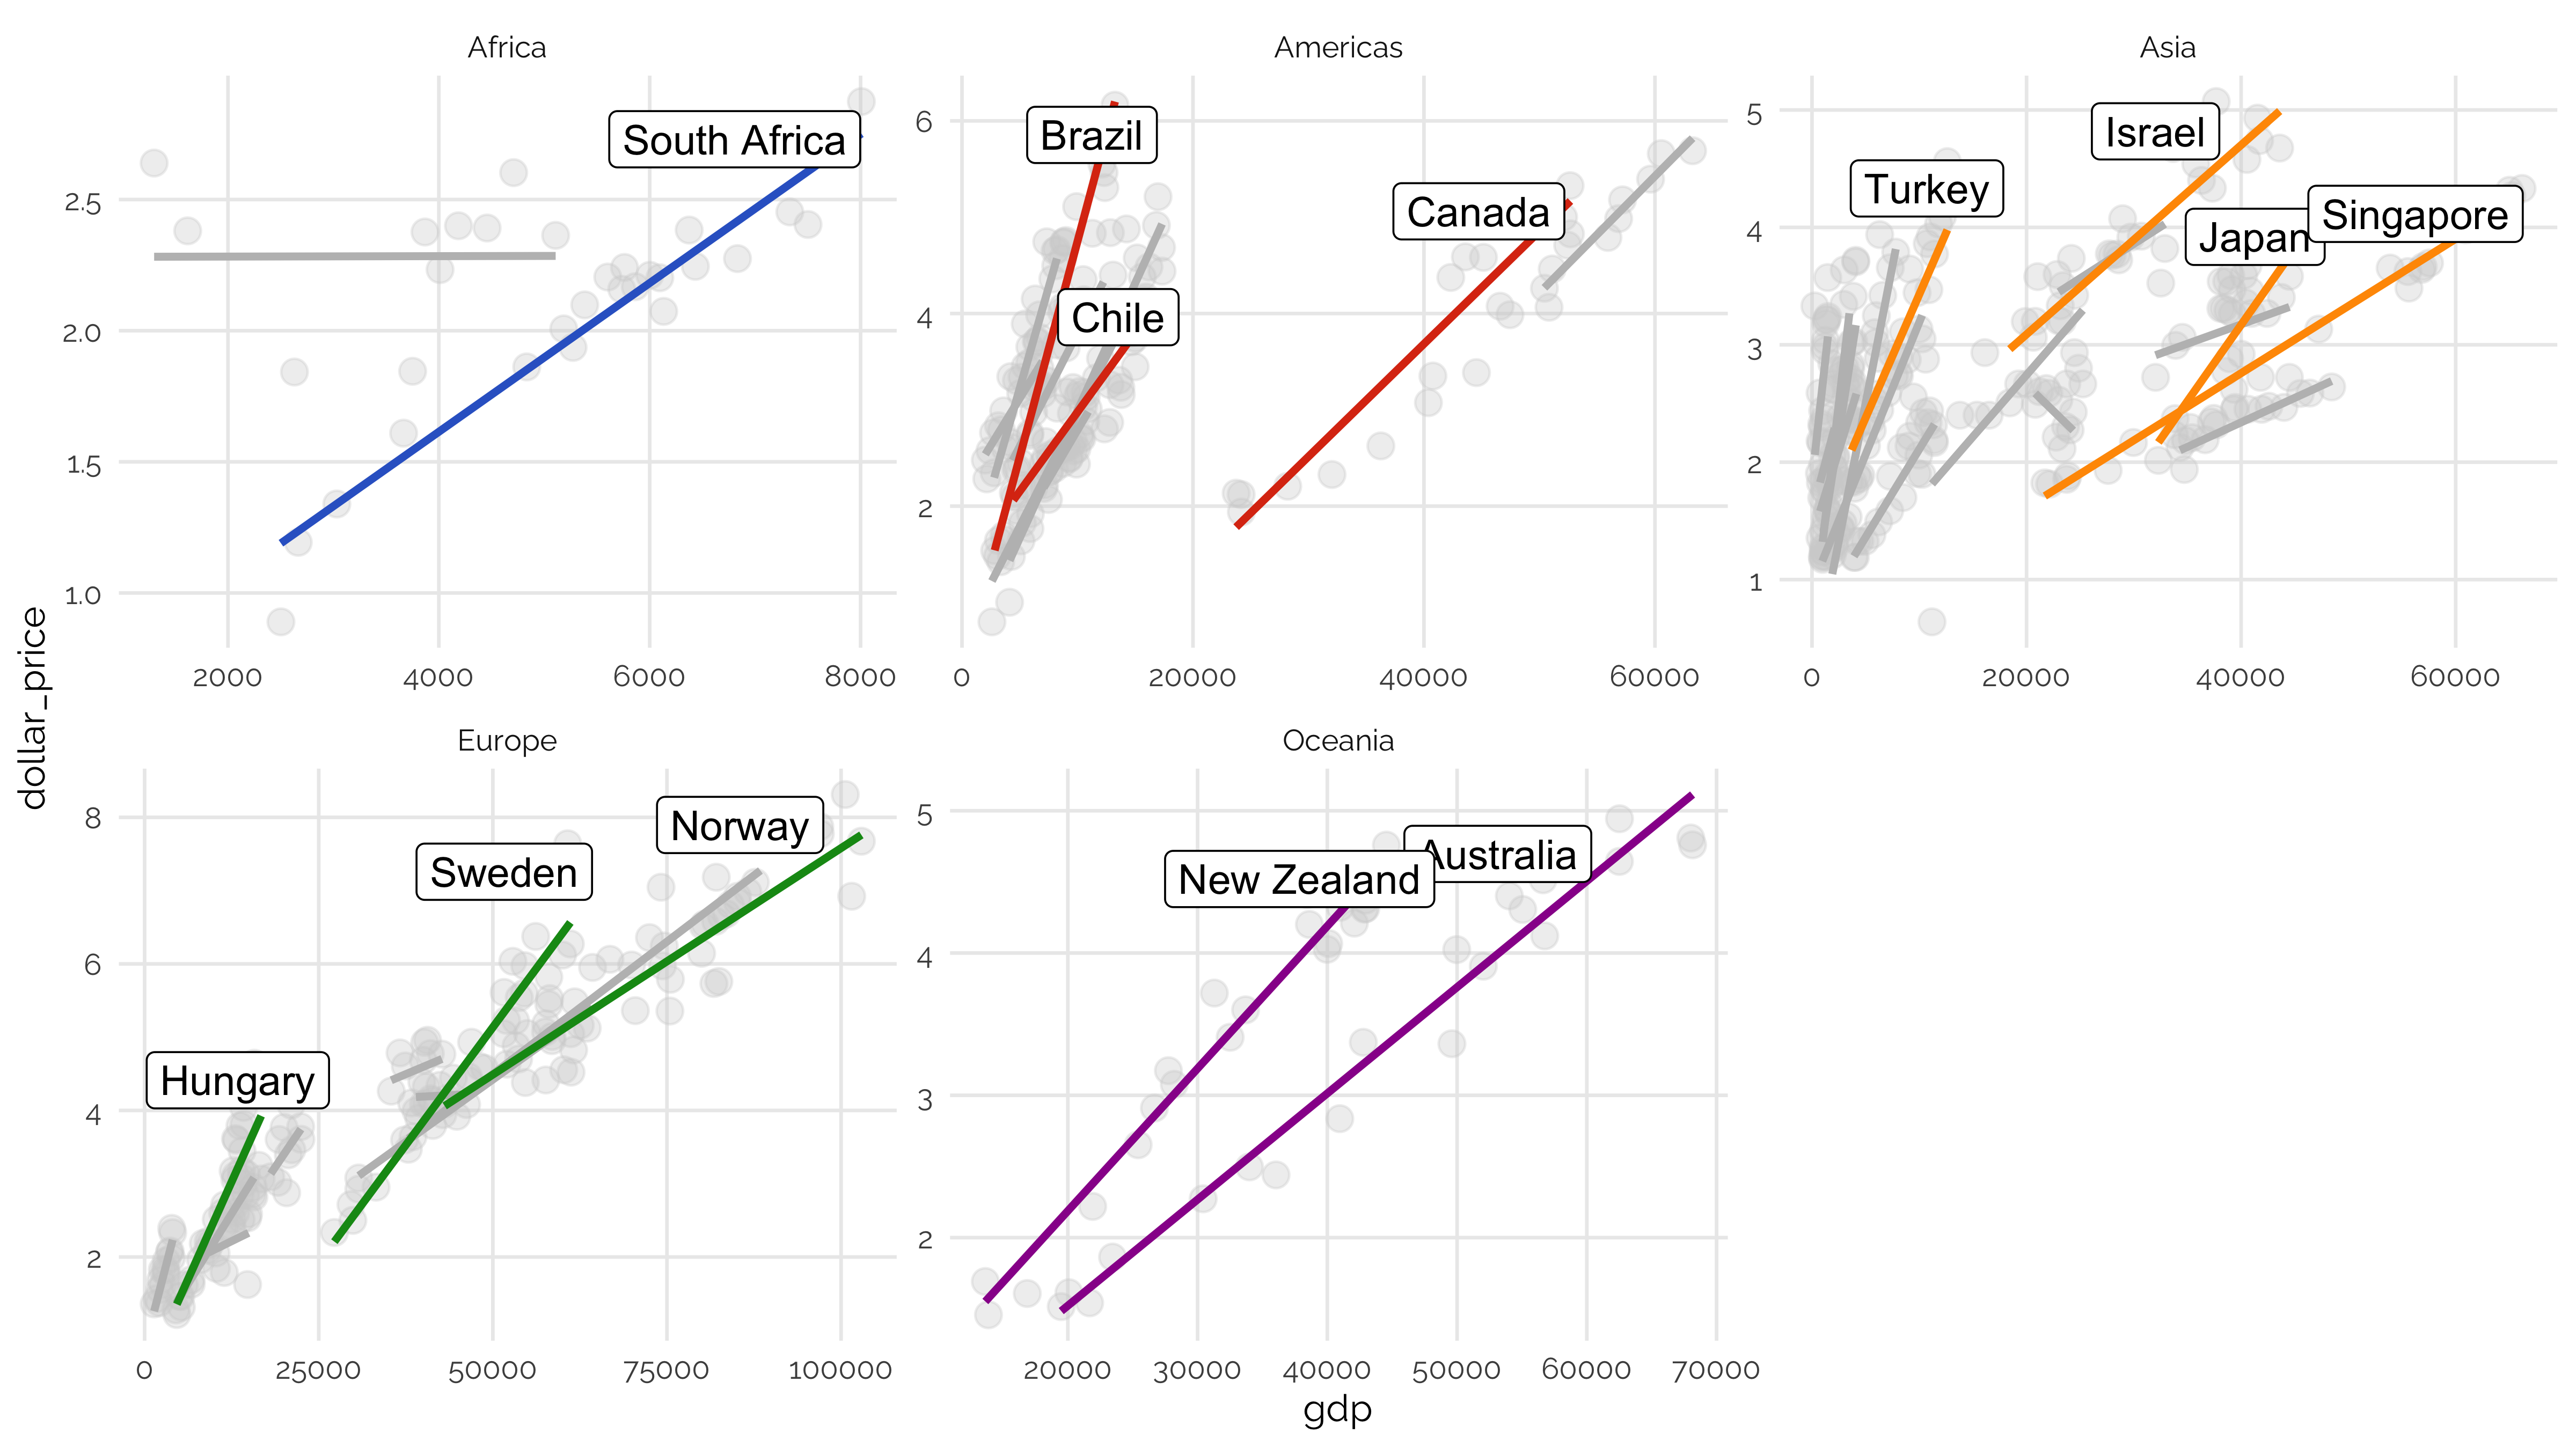 Africa
Americas
Asia
South Africa
Brazil
Chile
Canada
Turkey
Israel
Japan
Singapore
2.5
2.0
1.5
1.0
6
4
2
5
4
3
2
1
2000 4000 6000 8000
0 20000 40000 60000
0 20000 40000 60000
dollar_price
Europe
Oceania
Hungary
Sweden
Norway
New Zealand
Australia
8
6
4
2
5
4
3
2
0 25000 50000 75000 100000
20000 30000 40000 50000 60000 70000
gdp